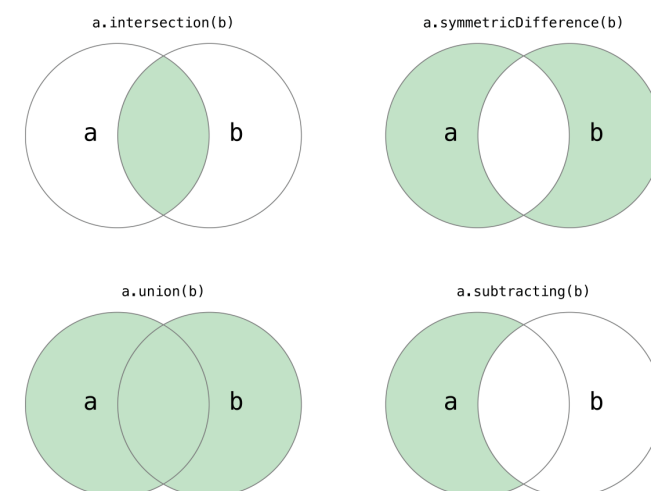 a.intersection(b)
a.symmetricDifference(b)
a b
a b
a.union(b)
a.subtracting(b)
a b
a b